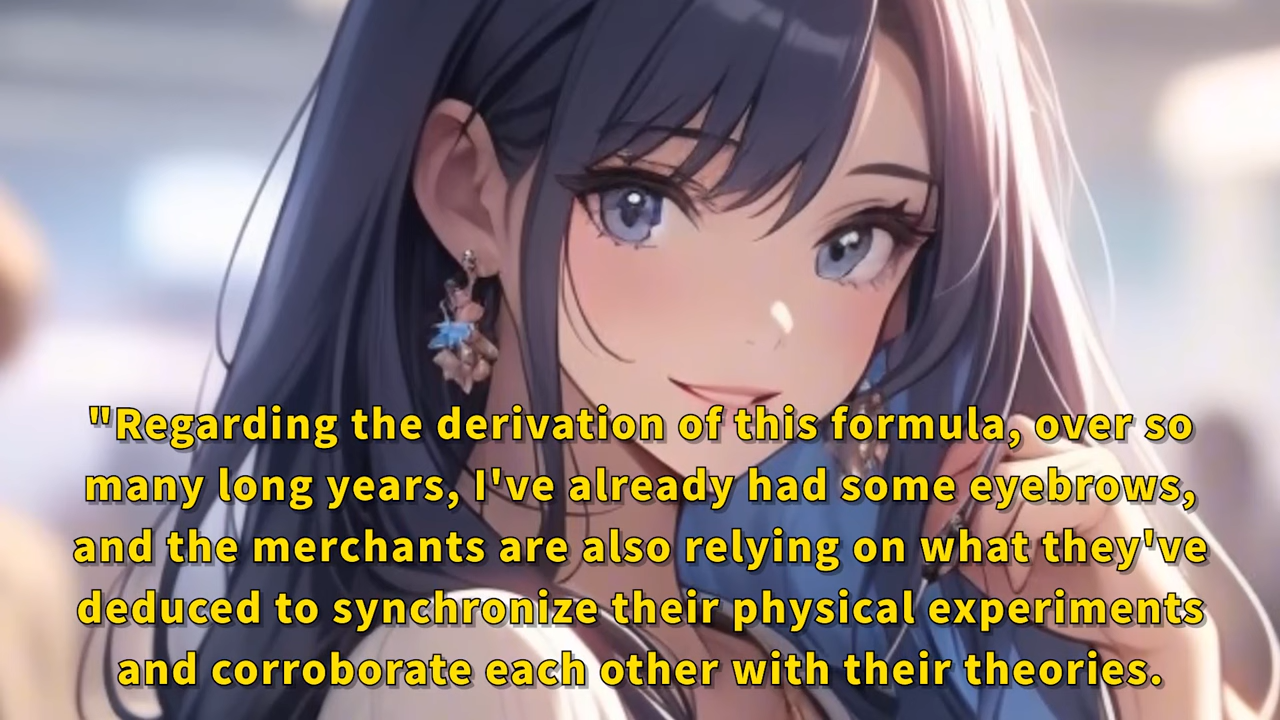 "Regarding the derivation of this formula, over so
many long years, I've already had some eyebrows,
and the merchants are also relying on what they've
deduced to synchronize their physical experiments
and corroborate each other with their theories.